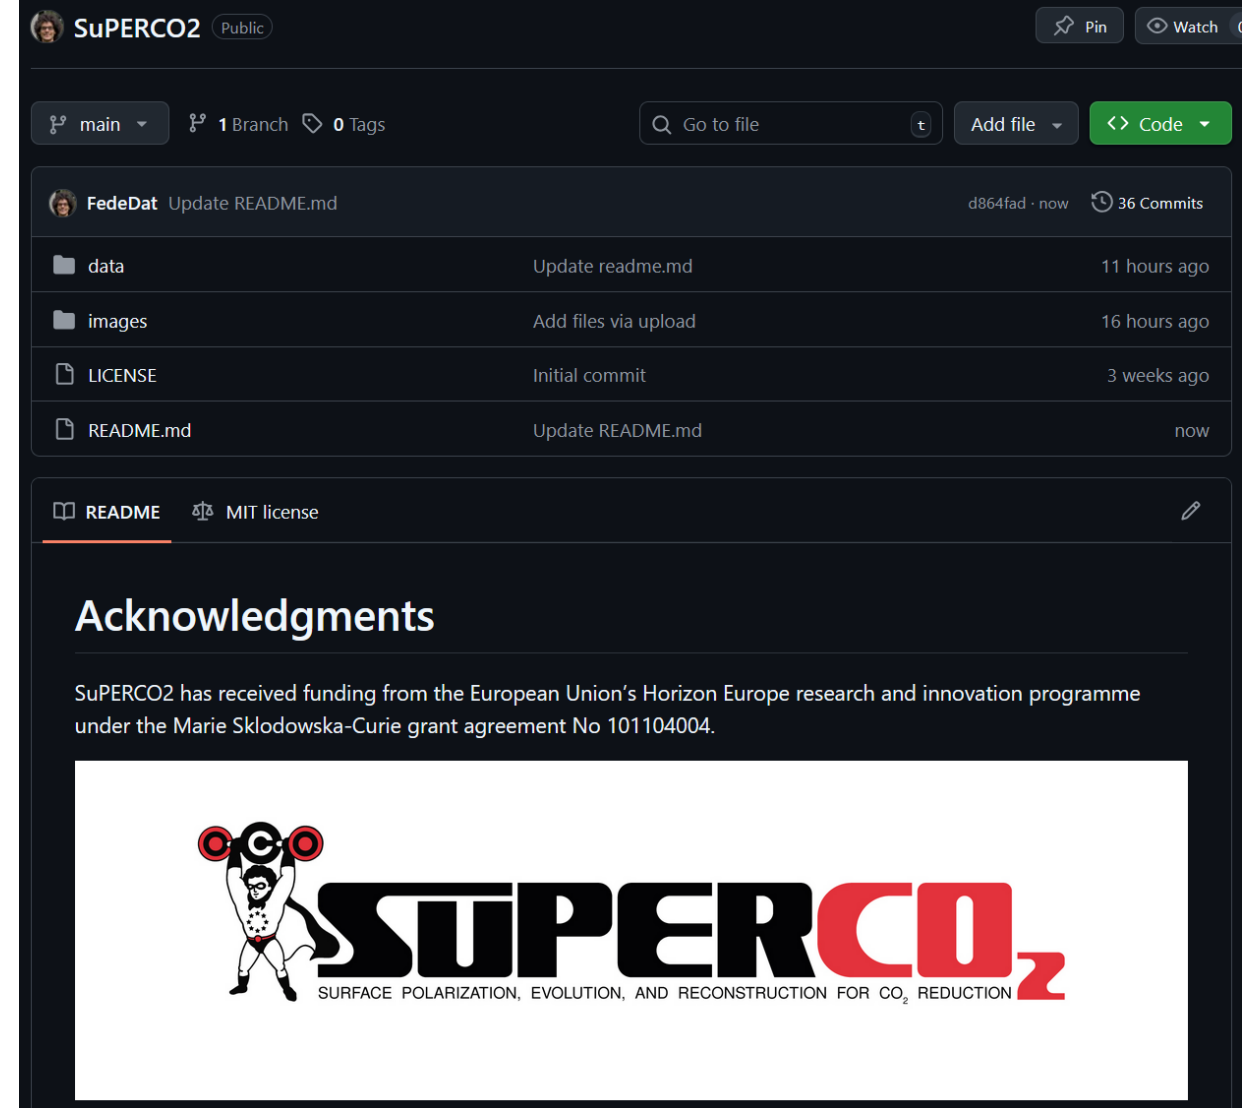 SuPERCO2 Public Pin Watch
main 1 Branch 0 Tags Go to file t Add file Code
FedeDat Update README.md d864fad · now 36 Commits
data Update readme.md 11 hours ago
images Add files via upload 16 hours ago
LICENSE Initial commit 3 weeks ago
README.md Update README.md now
README MIT license
Acknowledgments
SuPERCO2 has received funding from the European Union’s Horizon Europe research and innovation programme
under the Marie Sklodowska-Curie grant agreement No 101104004.
OCO
SuPERCO2
SURFACE POLARIZATION, EVOLUTION, AND RECONSTRUCTION FOR CO2 REDUCTION